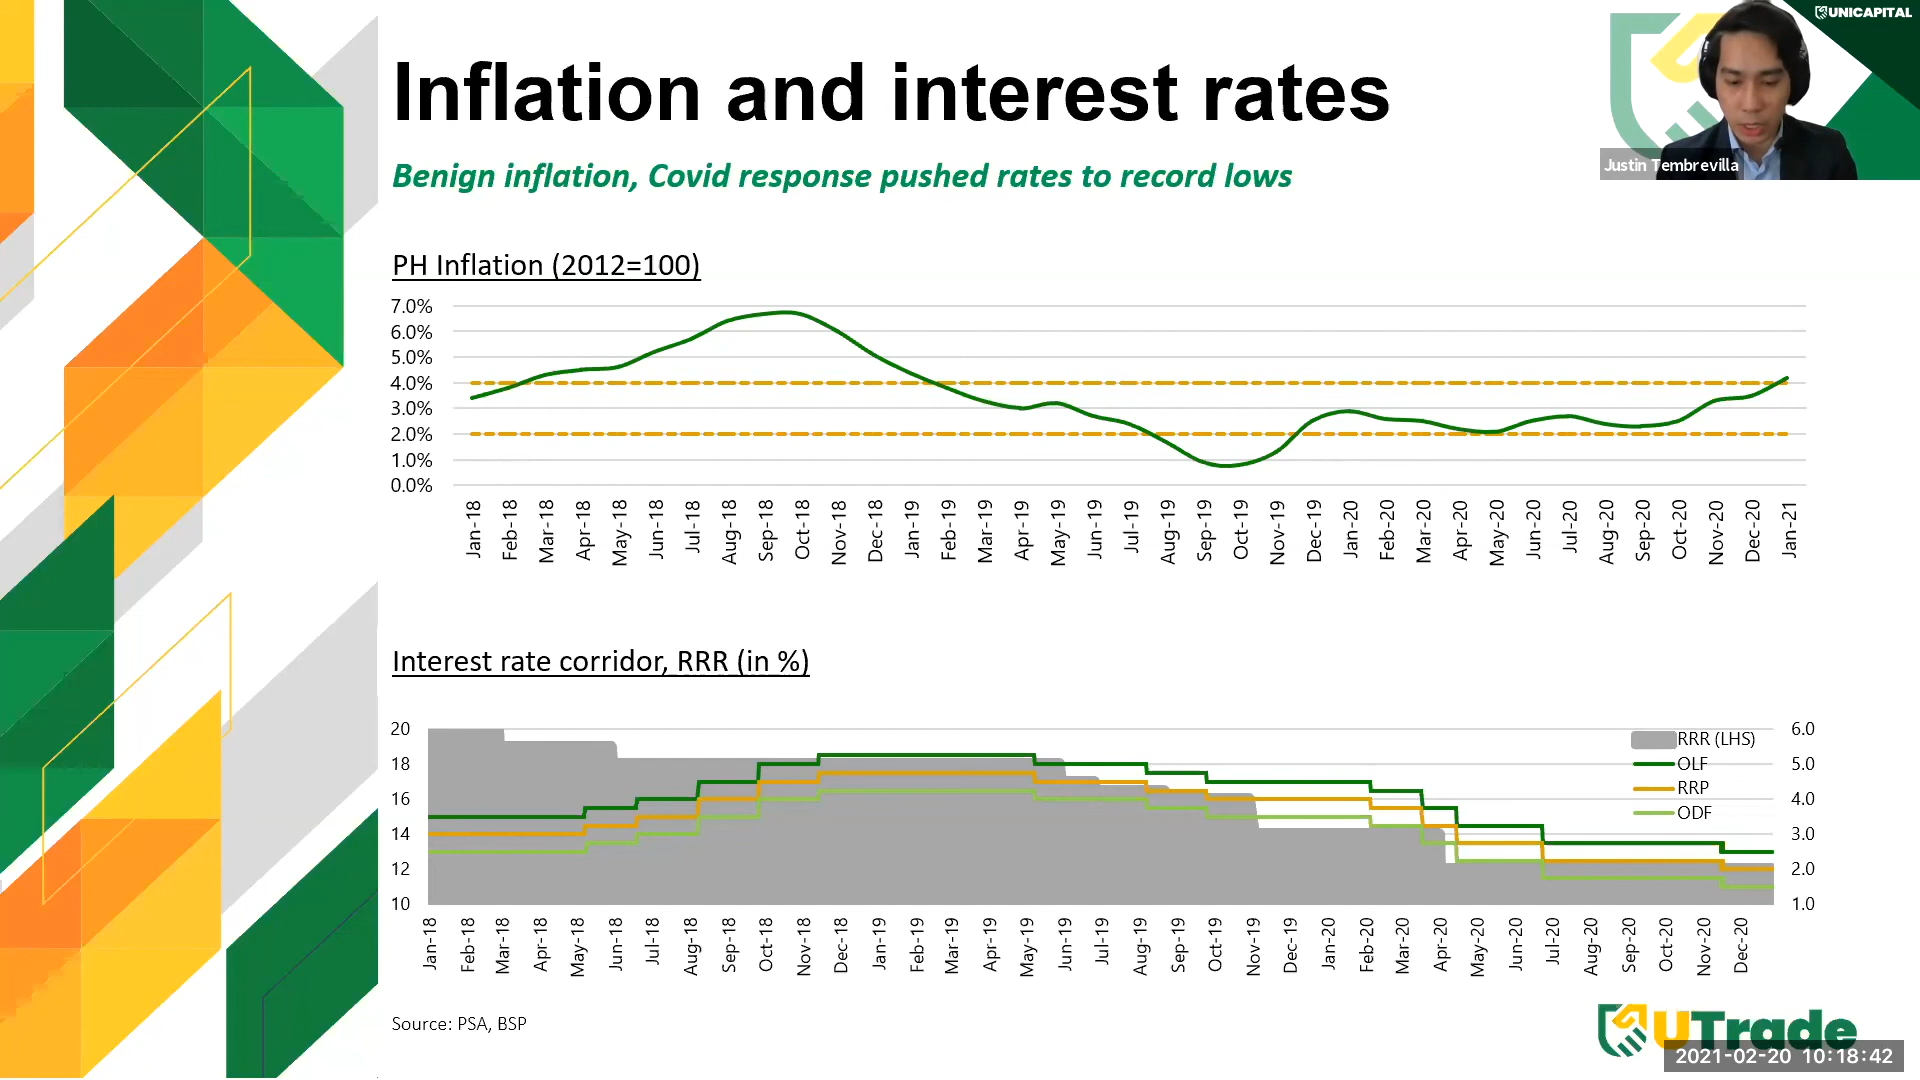 UNICAPITAL
Inflation and interest rates
Justin Tembrevilla
Benign inflation, Covid response pushed rates to record lows
PH Inflation (2012=100)
7.0%
6.0%
5.0%
4.0%
3.0%
2.0%
1.0%
0.0%
Jan-18 Feb-18 Mar-18 Apr-18 May-18 Jun-18 Jul-18 Aug-18 Sep-18 Oct-18 Nov-18 Dec-18 Jan-19 Feb-19 Mar-19 Apr-19 May-19 Jun-19 Jul-19 Aug-19 Sep-19 Oct-19 Nov-19 Dec-19 Jan-20 Feb-20 Mar-20 Apr-20 May-20 Jun-20 Jul-20 Aug-20 Sep-20 Oct-20 Nov-20 Dec-20 Jan-21
Interest rate corridor, RRR (in %)
20 6.0
RRR (LHS)
18 OLF 5.0
RRP
16 4.0
ODF
14 3.0
12 2.0
10 1.0
Jan-18 Feb-18 Mar-18 Apr-18 May-18 Jun-18 Jul-18 Aug-18 Sep-18 Oct-18 Nov-18 Dec-18 Jan-19 Feb-19 Mar-19 Apr-19 May-19 Jun-19 Jul-19 Aug-19 Sep-19 Oct-19 Nov-19 Dec-19 Jan-20 Feb-20 Mar-20 Apr-20 May-20 Jun-20 Jul-20 Aug-20 Sep-20 Oct-20 Nov-20 Dec-20
Source: PSA, BSP
UTrade
2021-02-20 10:18:42